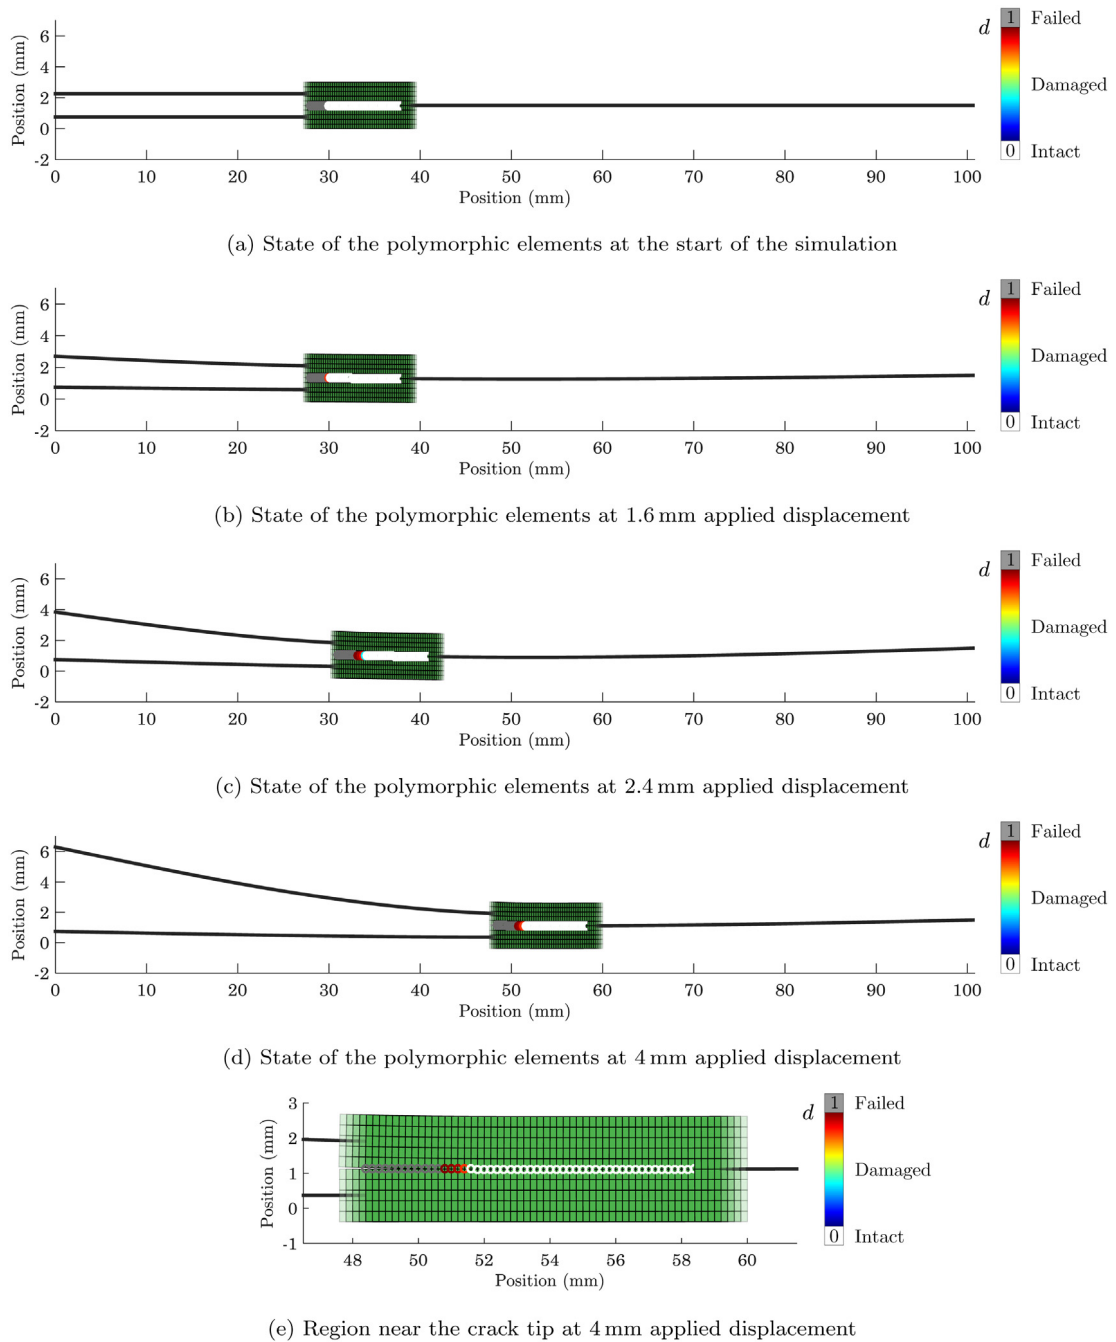 6
4
2
0
-2
Position (mm)
0 10 20 30 40 50 60 70 80 90 100
Position (mm)
d
1 Failed
Damaged
0 Intact
(a) State of the polymorphic elements at the start of the simulation
6
4
2
0
-2
Position (mm)
0 10 20 30 40 50 60 70 80 90 100
Position (mm)
d
1 Failed
Damaged
0 Intact
(b) State of the polymorphic elements at 1.6 mm applied displacement
6
4
2
0
-2
Position (mm)
0 10 20 30 40 50 60 70 80 90 100
Position (mm)
d
1 Failed
Damaged
0 Intact
(c) State of the polymorphic elements at 2.4 mm applied displacement
6
4
2
0
-2
Position (mm)
0 10 20 30 40 50 60 70 80 90 100
Position (mm)
d
1 Failed
Damaged
0 Intact
(d) State of the polymorphic elements at 4 mm applied displacement
3
2
1
0
-1
Position (mm)
48 50 52 54 56 58 60
Position (mm)
d
1 Failed
Damaged
0 Intact
(e) Region near the crack tip at 4 mm applied displacement